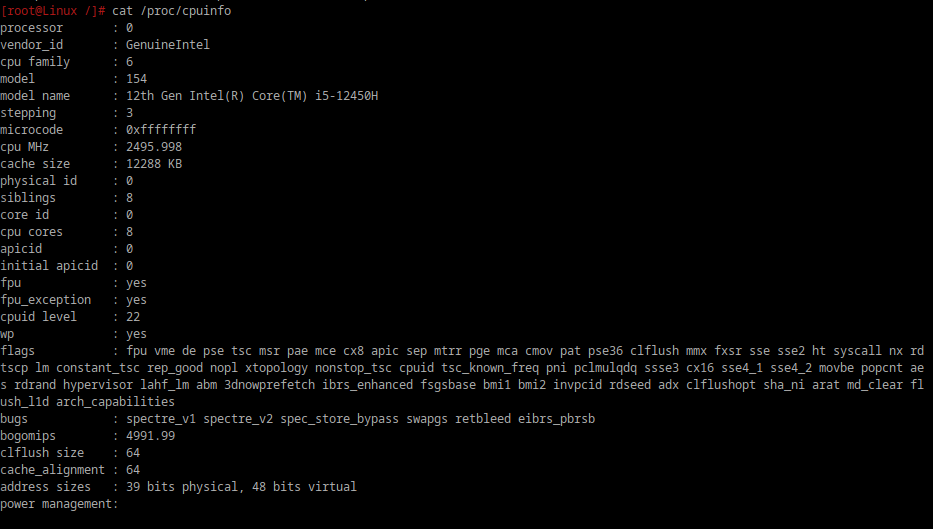 [root@Linux /]# cat /proc/cpuinfo
processor       : 0
vendor_id       : GenuineIntel
cpu family      : 6
model           : 154
model name      : 12th Gen Intel(R) Core(TM) i5-12450H
stepping        : 3
microcode       : 0xffffffff
cpu MHz         : 2495.998
cache size      : 12288 KB
physical id     : 0
siblings        : 8
core id         : 0
cpu cores       : 8
apicid          : 0
initial apicid  : 0
fpu             : yes
fpu_exception   : yes
cpuid level     : 22
wp              : yes
flags           : fpu vme de pse tsc msr pae mce cx8 apic sep mtrr pge mca cmov pat pse36 clflush mmx fxsr sse sse2 ht syscall nx rd
tscp lm constant_tsc rep_good nopl xtopology nonstop_tsc cpuid tsc_known_freq pni pclmulqdq ssse3 cx16 sse4_1 sse4_2 movbe popcnt ae
s rdrand hypervisor lahf_lm abm 3dnowprefetch ibrs_enhanced fsgsbase bmi1 bmi2 invpcid rdseed adx clflushopt sha_ni arat md_clear fl
ush_l1d arch_capabilities
bugs            : spectre_v1 spectre_v2 spec_store_bypass swapgs retbleed eibrs_pbrsb
bogomips        : 4991.99
clflush size    : 64
cache_alignment : 64
address sizes   : 39 bits physical, 48 bits virtual
power management: